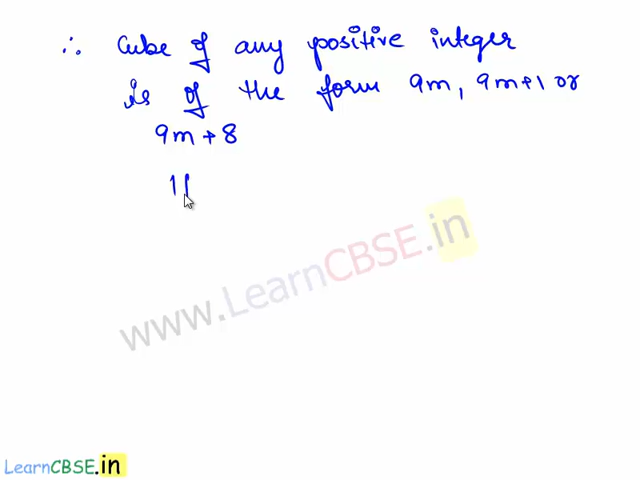 ∴ Cube of any positive integer
is of the form 9m, 9m+1 or
9m+8
www.LearnCBSE.in
LearnCBSE.in